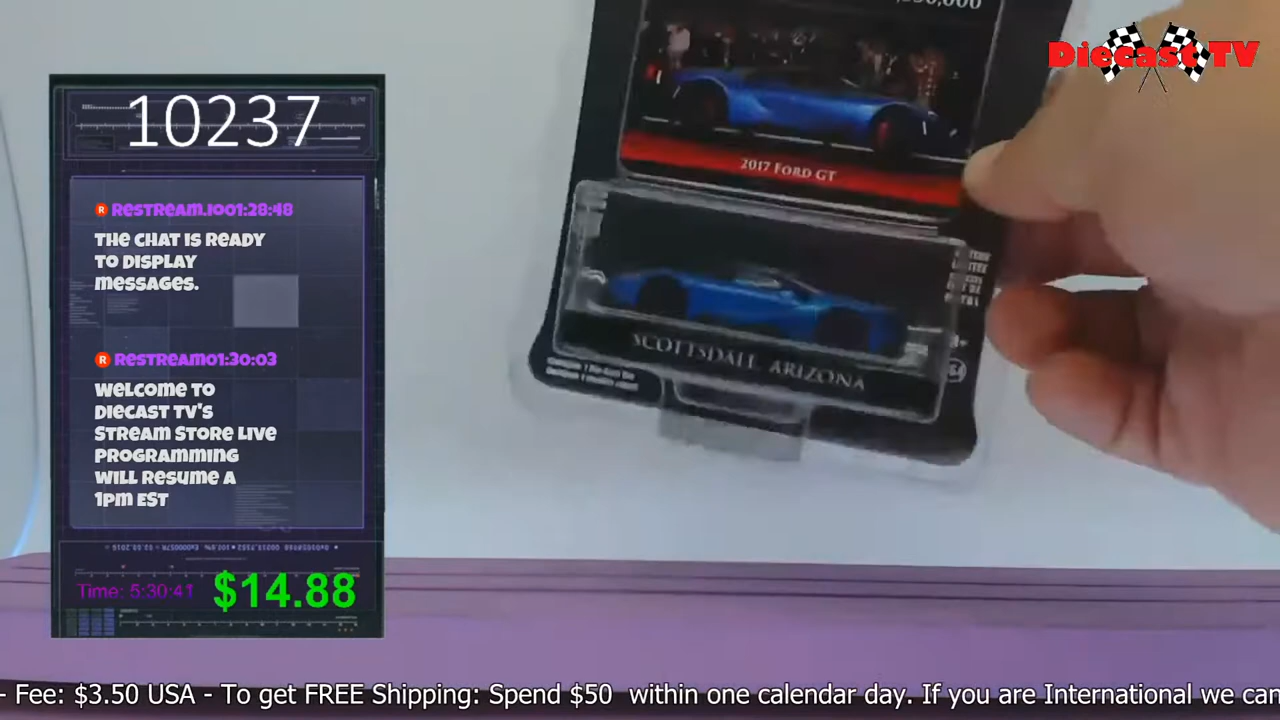 Diecast TV
10237
Restream.io01:28:48
The chat is ready
to display
messages.
Restream01:30:03
Welcome to
Diecast TV's
Stream Store Live
Programming
will resume a
1pm EST
Time: 5:30:41
$14.88
2017 FORD GT
SCOTTSDALE, ARIZONA
- Fee: $3.50 USA - To get FREE Shipping: Spend $50 within one calendar day. If you are International we can